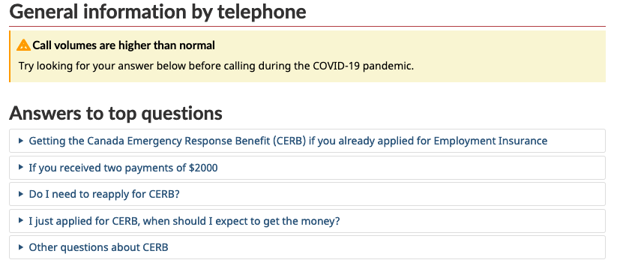 General information by telephone
Call volumes are higher than normal
Try looking for your answer below before calling during the COVID-19 pandemic.
Answers to top questions
Getting the Canada Emergency Response Benefit (CERB) if you already applied for Employment Insurance
If you received two payments of $2000
Do I need to reapply for CERB?
I just applied for CERB, when should I expect to get the money?
Other questions about CERB